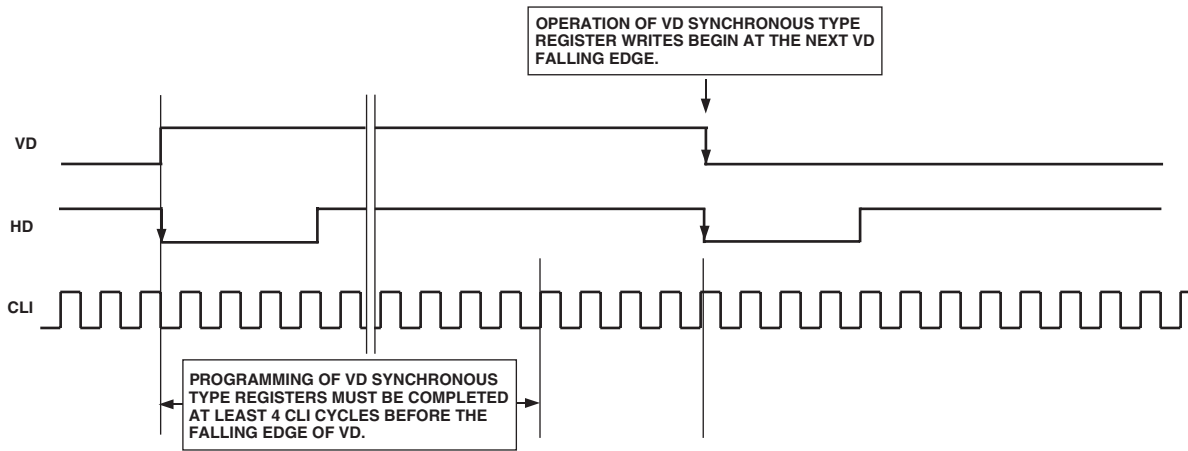 OPERATION OF VD SYNCHRONOUS TYPE
REGISTER WRITES BEGIN AT THE NEXT VD
FALLING EDGE.
VD
HD
CLI
PROGRAMMING OF VD SYNCHRONOUS
TYPE REGISTERS MUST BE COMPLETED
AT LEAST 4 CLI CYCLES BEFORE THE
FALLING EDGE OF VD.